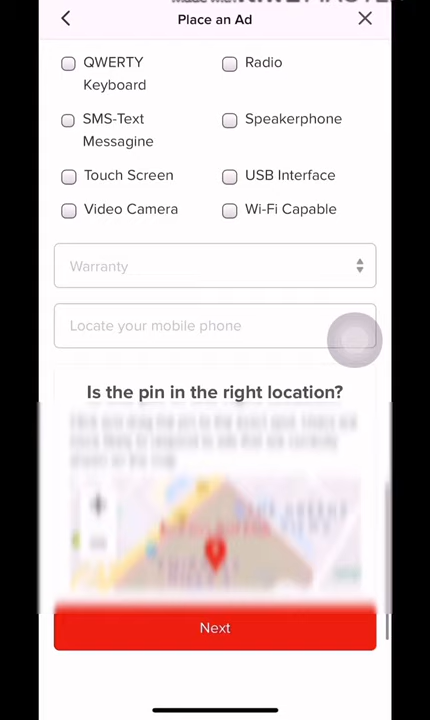 Place an Ad
QWERTY
Keyboard
Radio
SMS-Text
Messagine
Speakerphone
Touch Screen
USB Interface
Video Camera
Wi-Fi Capable
Warranty
Locate your mobile phone
Is the pin in the right location?
Next